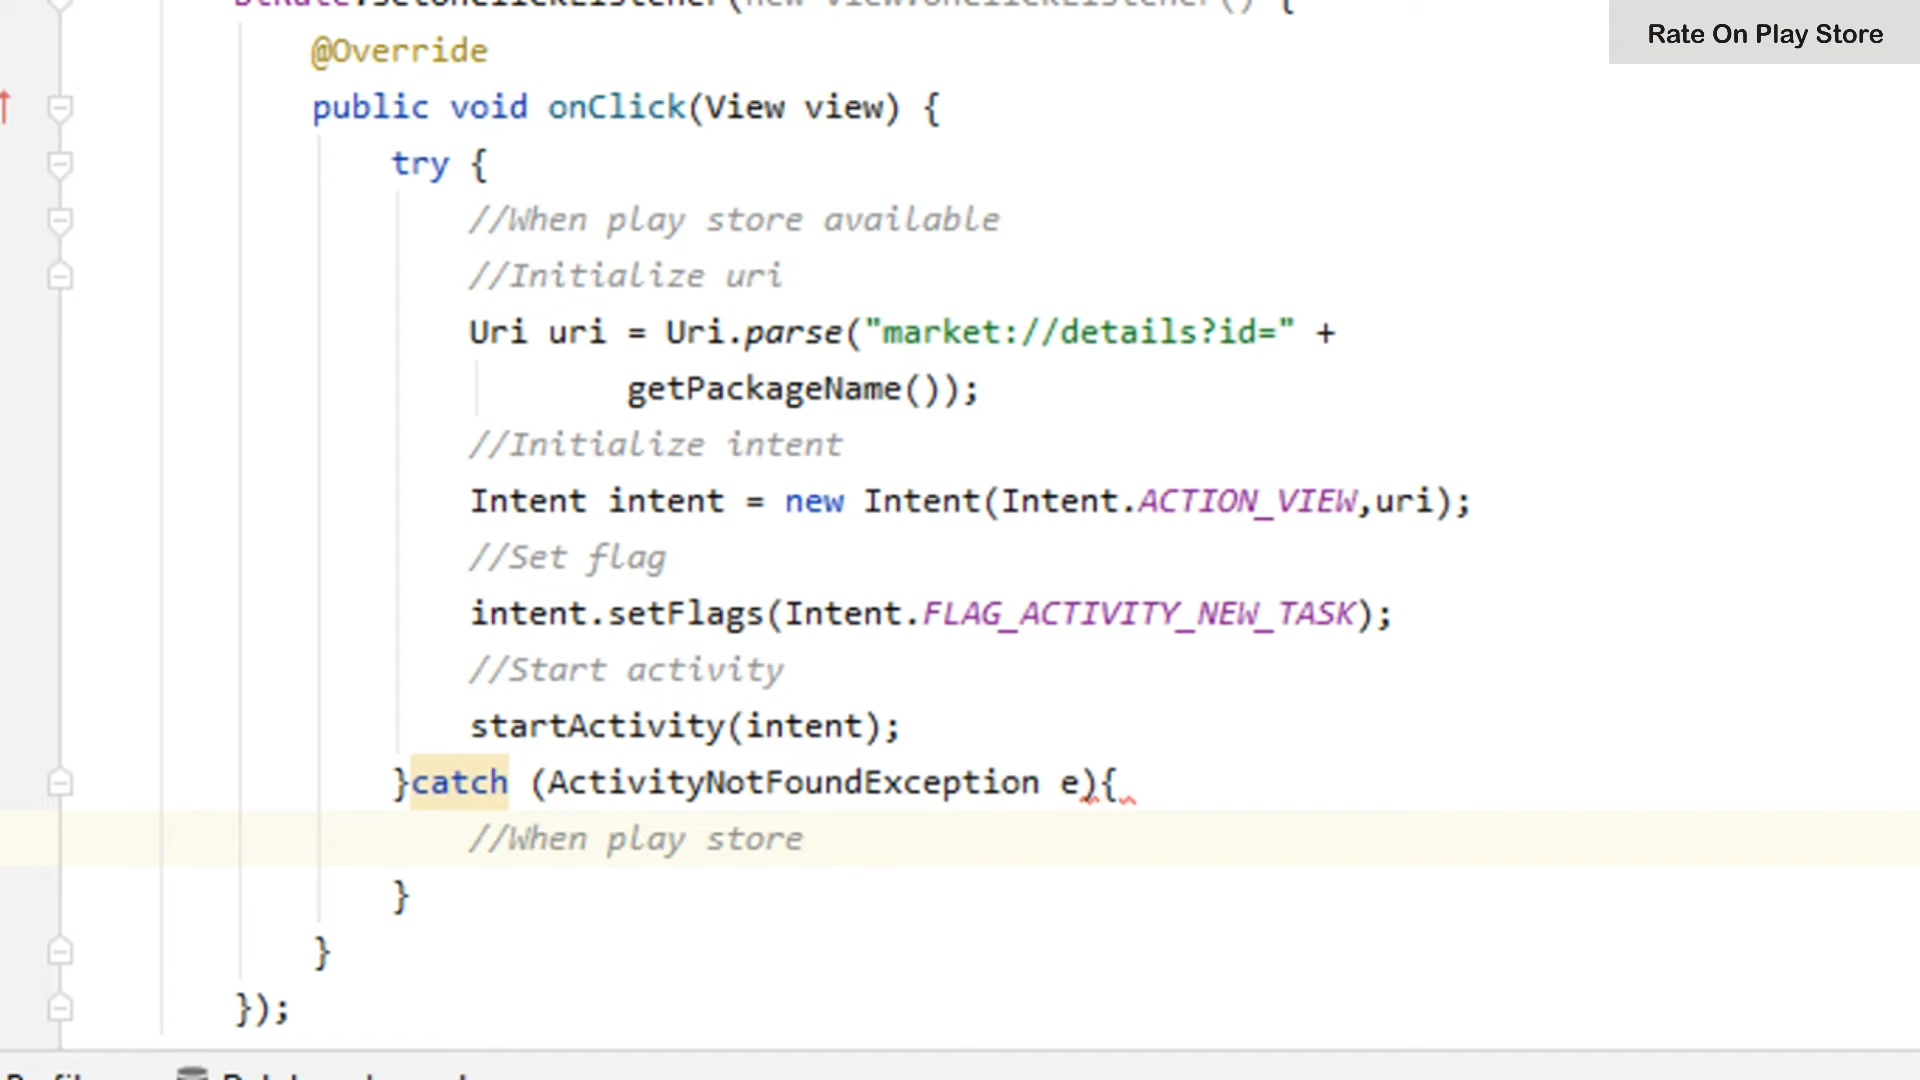 Rate On Play Store
@Override
public void onClick(View view) {
try {
//When play store available
//Initialize uri
Uri uri = Uri.parse("market://details?id=" +
getPackageName());
//Initialize intent
Intent intent = new Intent(Intent.ACTION_VIEW,uri);
//Set flag
intent.setFlags(Intent.FLAG_ACTIVITY_NEW_TASK);
//Start activity
startActivity(intent);
}catch (ActivityNotFoundException e){
//When play store
}
}
});